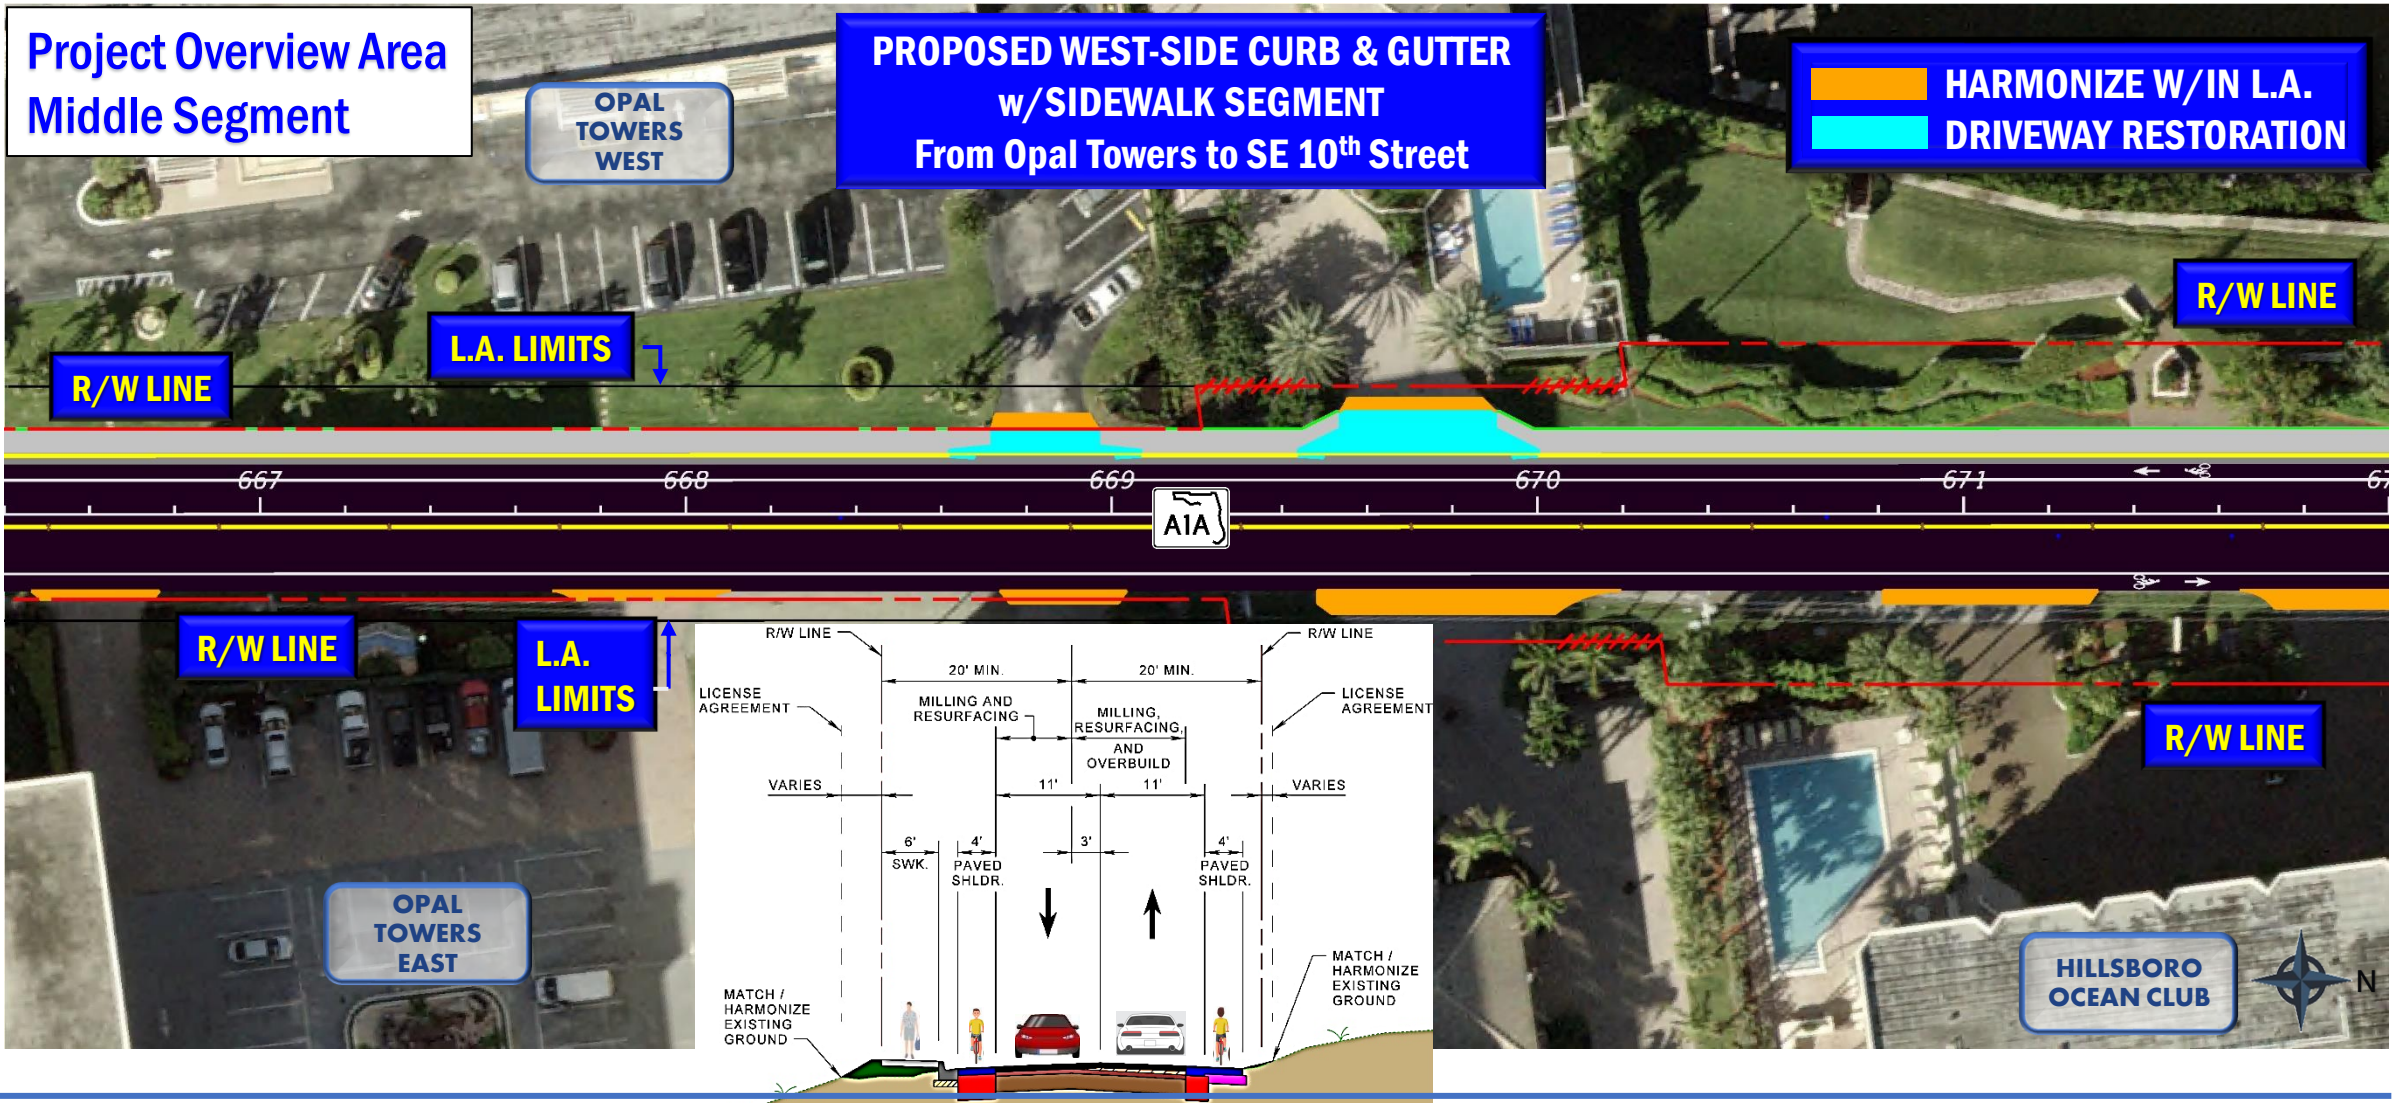 Project Overview Area
Middle Segment
OPAL
TOWERS
WEST
PROPOSED WEST-SIDE CURB & GUTTER
w/SIDEWALK SEGMENT
From Opal Towers to SE 10th Street
HARMONIZE W/IN L.A.
DRIVEWAY RESTORATION
R/W LINE
L.A. LIMITS
R/W LINE
667
668
669
670
671
67
A1A
R/W LINE
L.A.
LIMITS
R/W LINE
R/W LINE
R/W LINE
20' MIN.
20' MIN.
LICENSE
AGREEMENT
LICENSE
AGREEMENT
MILLING AND
RESURFACING
MILLING,
RESURFACING,
AND
OVERBUILD
VARIES
11'
11'
VARIES
6'
SWK.
4'
PAVED
SHLDR.
3'
4'
PAVED
SHLDR.
MATCH /
HARMONIZE
EXISTING
GROUND
MATCH /
HARMONIZE
EXISTING
GROUND
OPAL
TOWERS
EAST
HILLSBORO
OCEAN CLUB
N